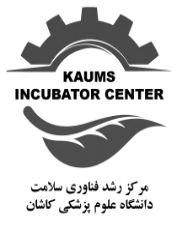 KAUMS
INCUBATOR CENTER
مرکز رشد فناوری سلامت
دانشگاه علوم پزشکی کاشان